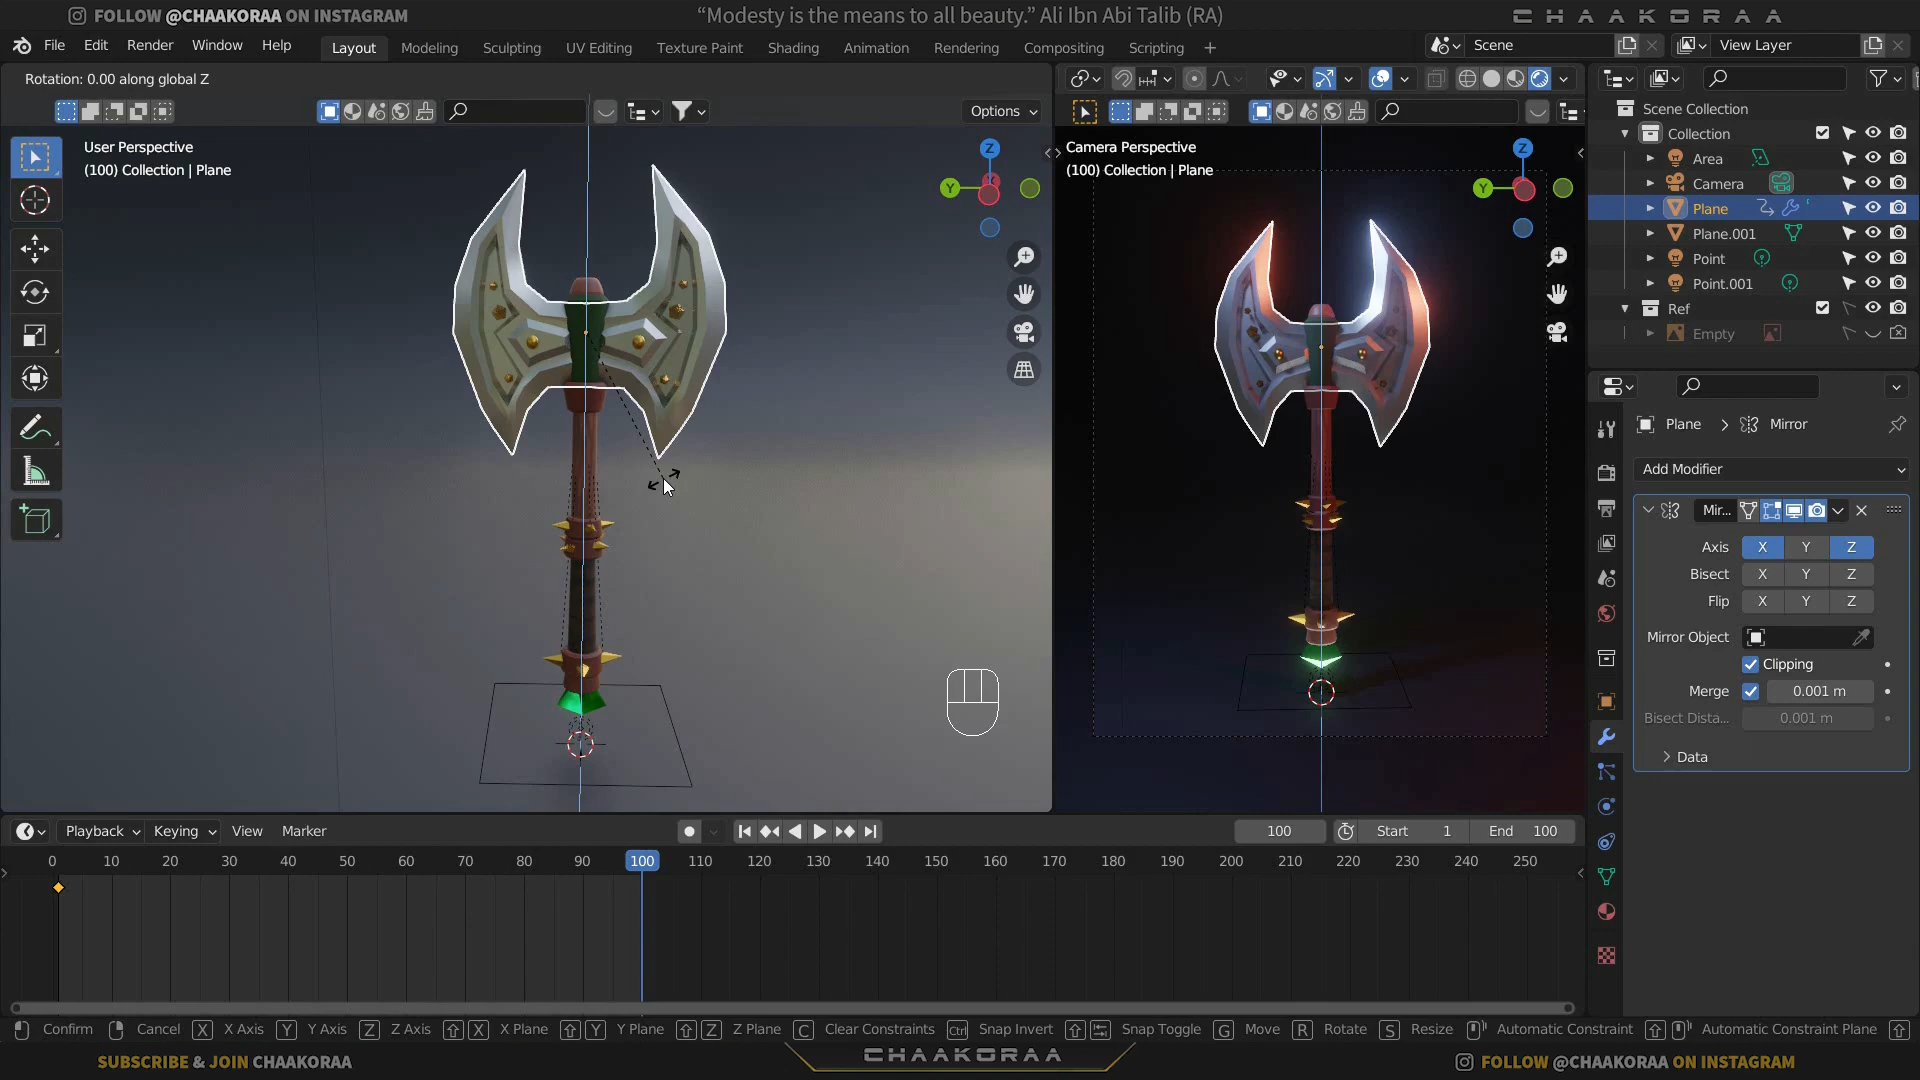 FOLLOW @CHAAKORAA ON INSTAGRAM
“Modesty is the means to all beauty.” Ali Ibn Abi Talib (RA)
CHAAKORAA
File Edit Render Window Help
Layout Modeling Sculpting UV Editing Texture Paint Shading Animation Rendering Compositing Scripting +
Scene
View Layer
Rotation: 0.00 along global Z
Options
User Perspective
(100) Collection | Plane
Z
Y
Camera Perspective
(100) Collection | Plane
Z
Y
Scene Collection
Collection
Area
Camera
Plane
Plane.001
Point
Point.001
Ref
Empty
Plane > Mirror
Add Modifier
Mir...
Axis X Y Z
Bisect X Y Z
Flip X Y Z
Mirror Object
Clipping
Merge 0.001 m
Bisect Dista... 0.001 m
Data
Playback Keying View Marker
100 Start 1 End 100
0 10 20 30 40 50 60 70 80 90 100 110 120 130 140 150 160 170 180 190 200 210 220 230 240 250
Confirm Cancel X X Axis Y Y Axis Z Z Axis X X Plane Y Y Plane Z Z Plane C Clear Constraints Ctrl Snap Invert Snap Toggle G Move R Rotate S Resize Automatic Constraint Automatic Constraint Plane
SUBSCRIBE & JOIN CHAAKORAA
CHAAKORAA
FOLLOW @CHAAKORAA ON INSTAGRAM